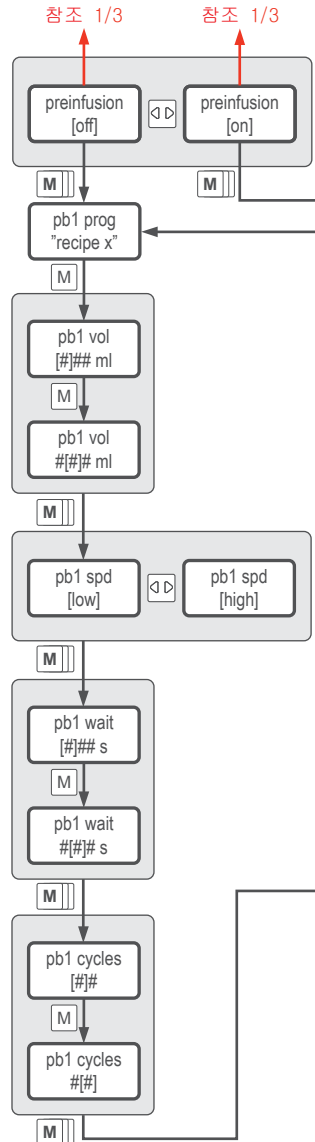 참조 1/3
참조 1/3
preinfusion
[off]
preinfusion
[on]
M
M
pb1 prog
"recipe x"
M
pb1 vol
[#]## ml
M
pb1 vol
#[#]# ml
M
pb1 spd
[low]
pb1 spd
[high]
M
pb1 wait
[#]## s
M
pb1 wait
#[#]# s
M
pb1 cycles
[#]#
M
pb1 cycles
#[#]
M